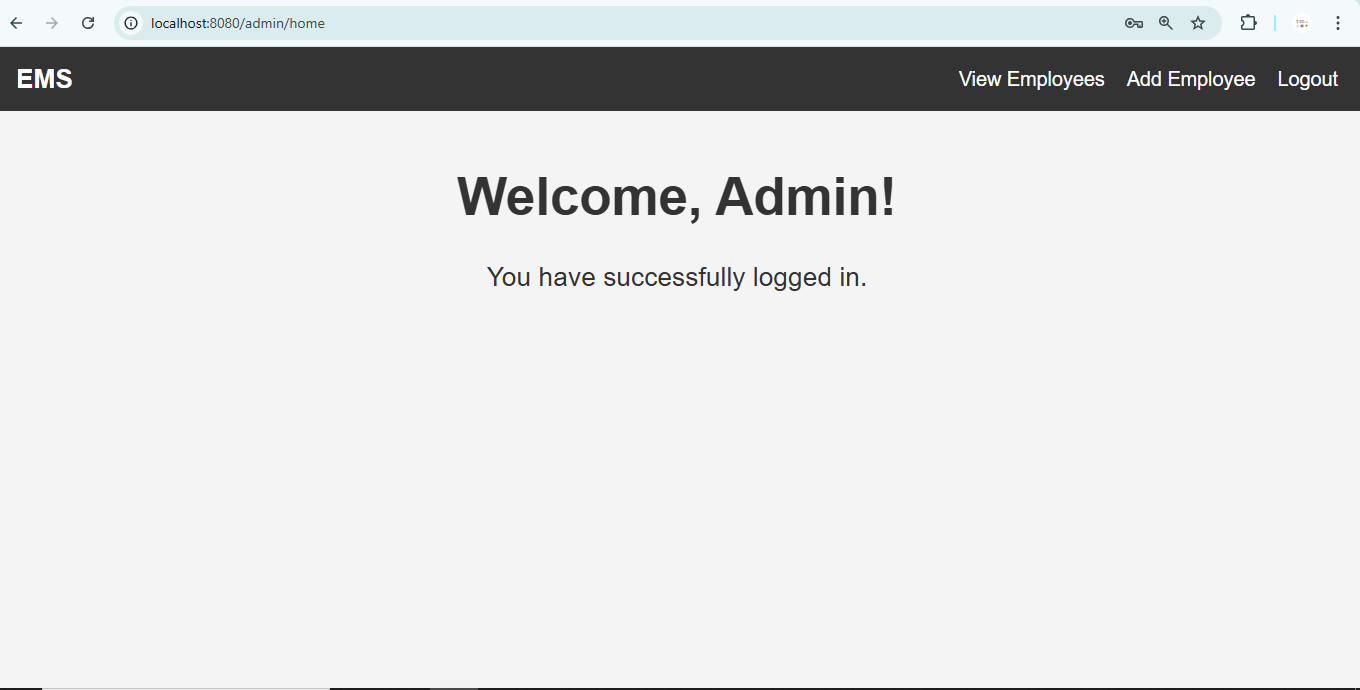 localhost:8080/admin/home
EMS View Employees Add Employee Logout
Welcome, Admin!
You have successfully logged in.